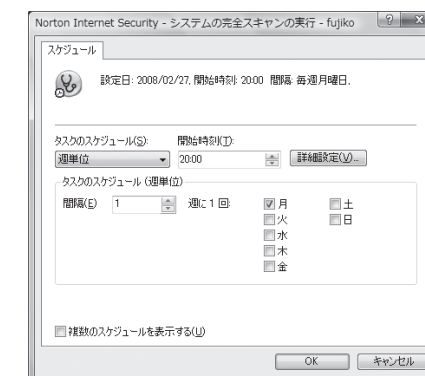 Norton Internet Security - システムの完全スキャンの実行 - fujiko
スケジュール
設定日: 2008/02/27, 開始時刻: 20:00 間隔: 毎週月曜日.
タスクのスケジュール(S): 開始時刻(T):
週単位 20:00 詳細設定(V)...
タスクのスケジュール (週単位)
間隔(E) 1 週に 1 回: 月 土
火 日
水
木
金
複数のスケジュールを表示する(U)
OK キャンセル